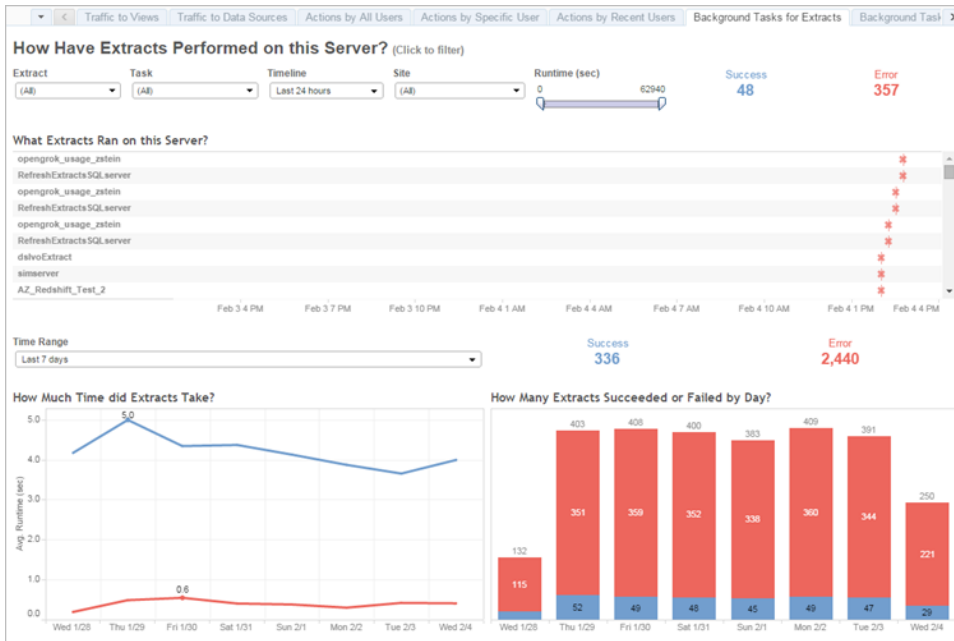 Traffic to Views Traffic to Data Sources Actions by All Users Actions by Specific User Actions by Recent Users Background Tasks for Extracts Background Task
How Have Extracts Performed on this Server? (Click to filter)
Extract Task Timeline Site Runtime (sec) Success Error
(All) (All) Last 24 hours (All) 0 62940 48 357
What Extracts Ran on this Server?
opengrok_usage_zstein
RefreshExtractsSQLserver
opengrok_usage_zstein
RefreshExtractsSQLserver
opengrok_usage_zstein
RefreshExtractsSQLserver
dslvoExtract
simserver
AZ_Redshift_Test_2
Feb 3 4 PM Feb 3 7 PM Feb 3 10 PM Feb 4 1 AM Feb 4 4 AM Feb 4 7 AM Feb 4 10 AM Feb 4 1 PM Feb 4 4 PM
Time Range Success Error
Last 7 days 336 2,440
How Much Time did Extracts Take?
Avg. Runtime (sec)
5.0
4.0
3.0
2.0
1.0
0.0
5.0
0.6
Wed 1/28 Thu 1/29 Fri 1/30 Sat 1/31 Sun 2/1 Mon 2/2 Tue 2/3 Wed 2/4
How Many Extracts Succeeded or Failed by Day?
132 403 408 400 383 409 391 250
115 351 359 352 338 360 344 221
52 49 48 45 49 47 29
Wed 1/28 Thu 1/29 Fri 1/30 Sat 1/31 Sun 2/1 Mon 2/2 Tue 2/3 Wed 2/4